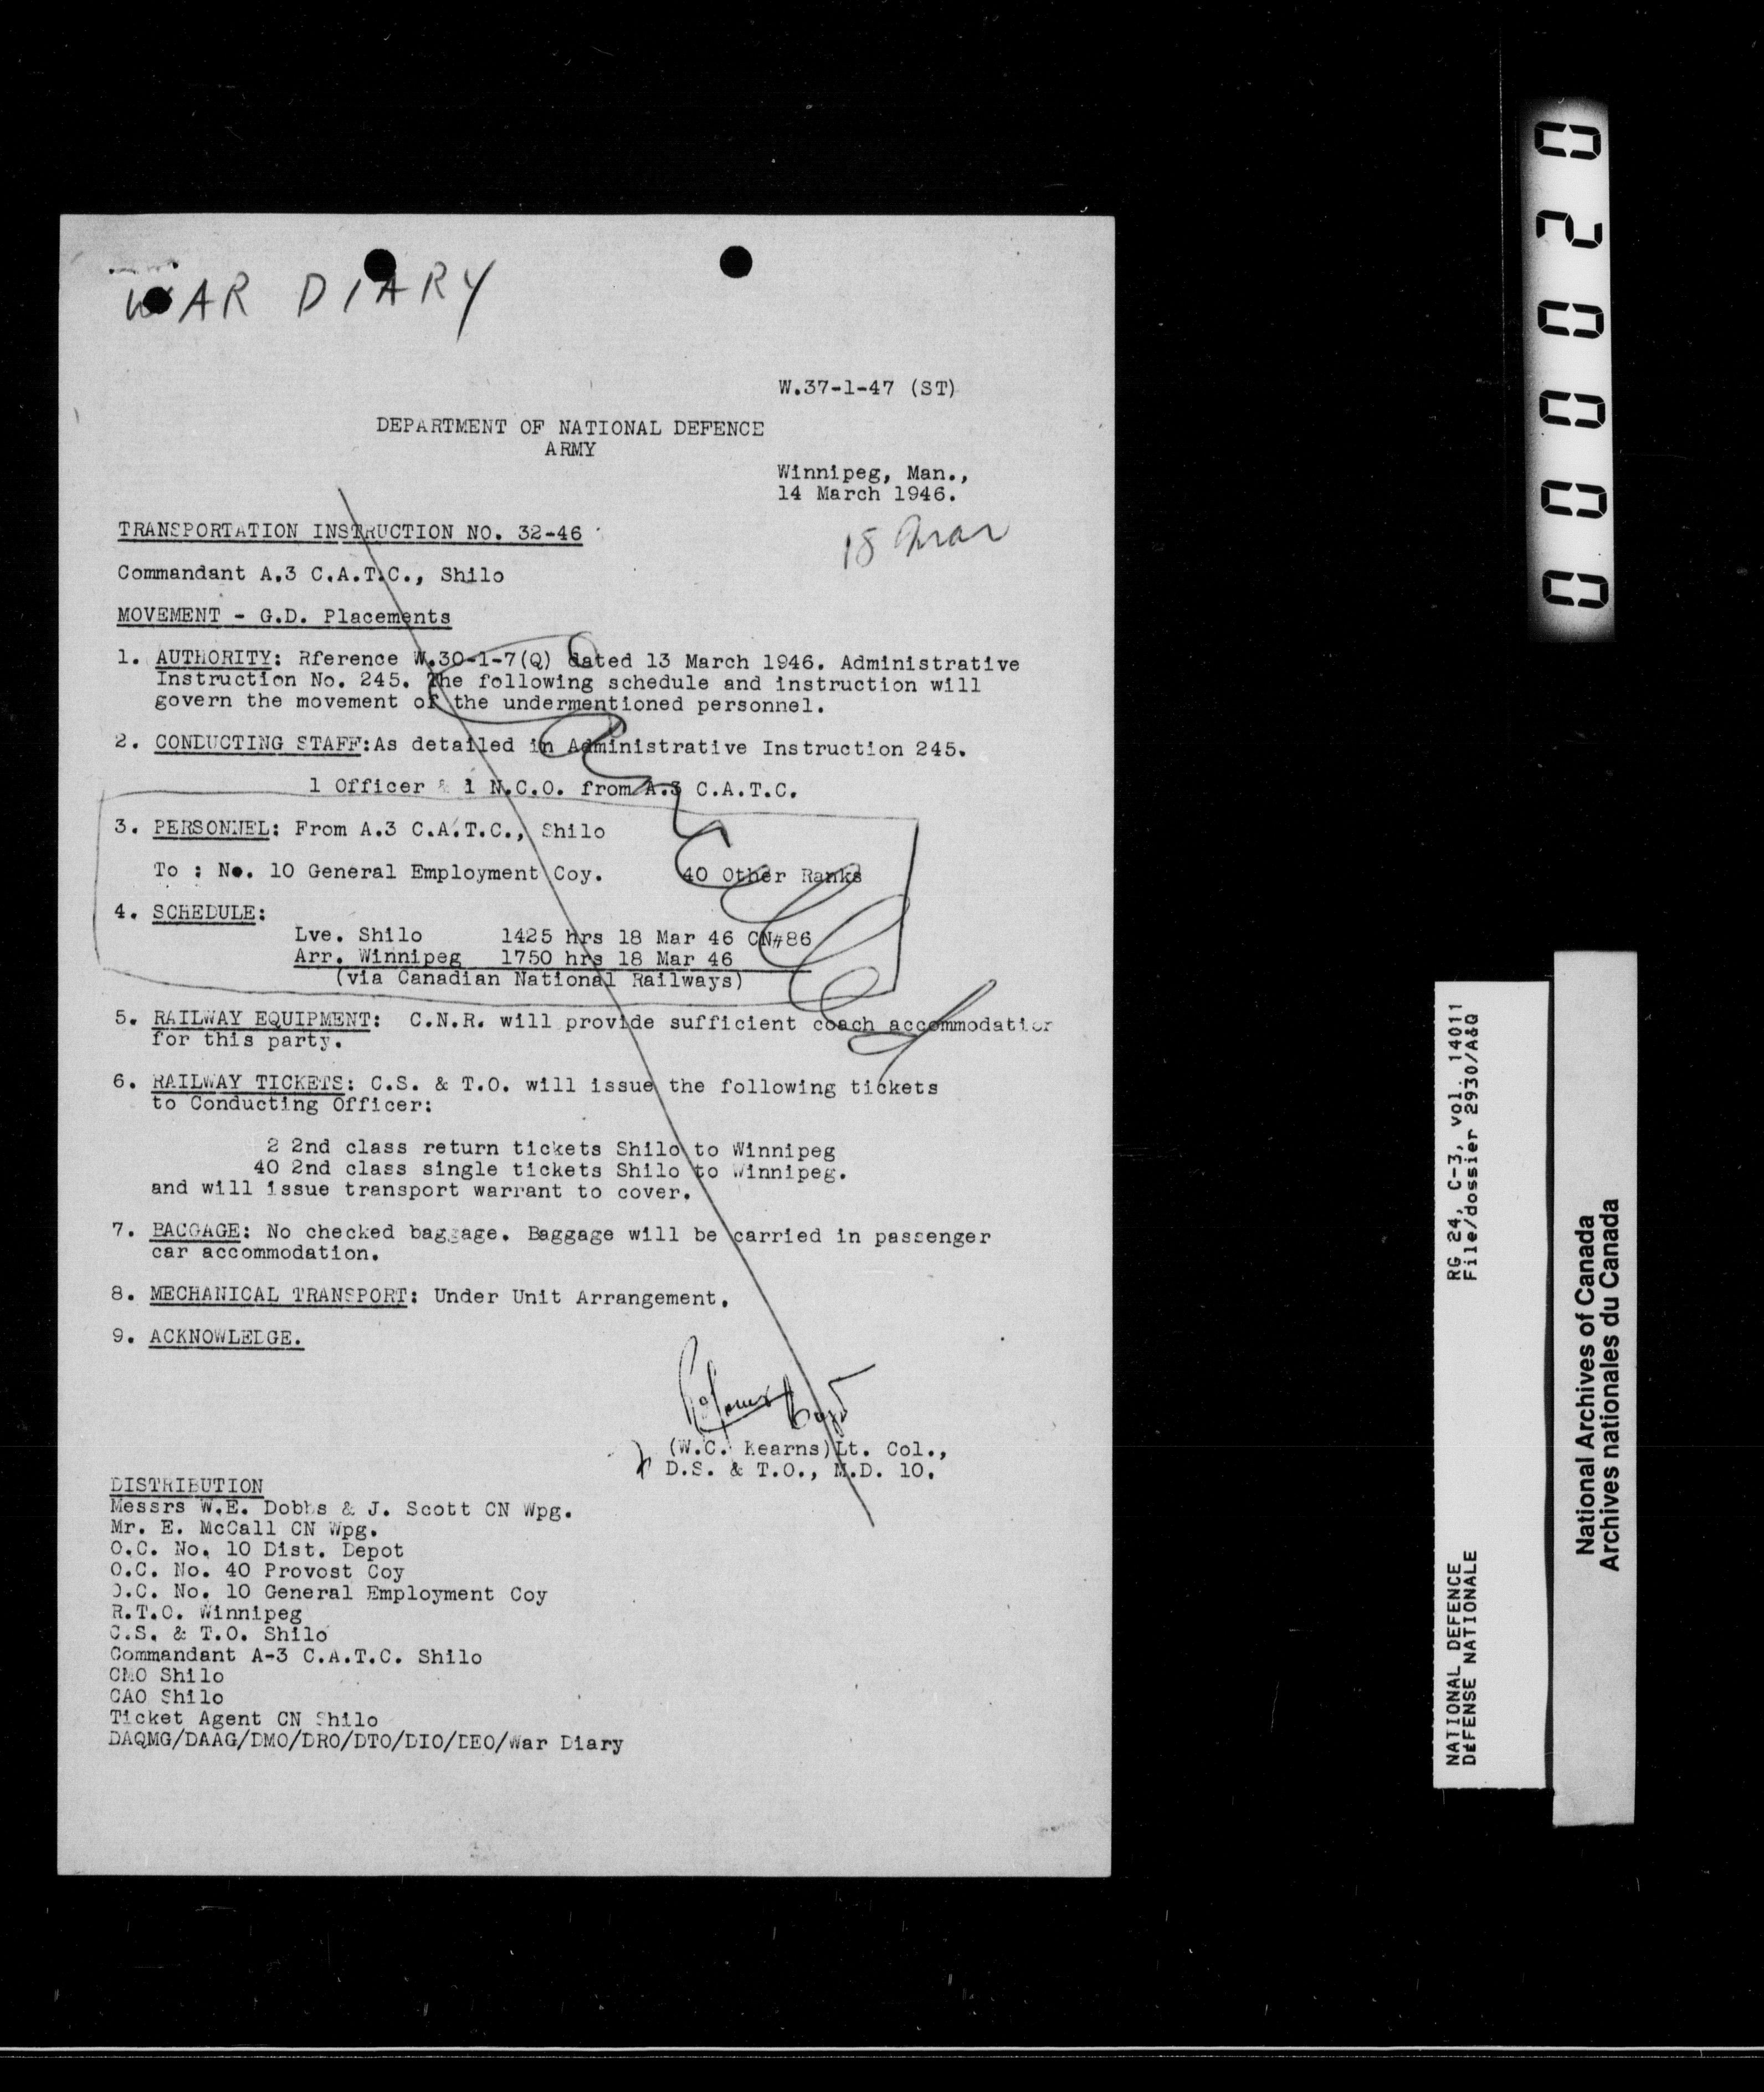 WAR DIARY
W.37-1-47 (ST)
DEPARTMENT OF NATIONAL DEFENCE
ARMY
Winnipeg, Man.,
14 March 1946.
18 Mar
TRANSPORTATION INSTRUCTION NO. 32-46
Commandant A.3 C.A.T.C., Shilo
MOVEMENT - G.D. Placements
1. AUTHORITY: Rference W.30-1-7(Q) dated 13 March 1946. Administrative
Instruction No. 245. The following schedule and instruction will
govern the movement of the undermentioned personnel.
2. CONDUCTING STAFF:As detailed in Administrative Instruction 245.
1 Officer & 1 N.C.O. from A.3 C.A.T.C.
3. PERSONNEL: From A.3 C.A.T.C., Shilo
To : No. 10 General Employment Coy. 40 Other Ranks
4. SCHEDULE:
Lve. Shilo 1425 hrs 18 Mar 46 CN#86
Arr. Winnipeg 1750 hrs 18 Mar 46
(via Canadian National Railways)
Cancelled
5. RAILWAY EQUIPMENT: C.N.R. will provide sufficient coach accommodation
for this party.
6. RAILWAY TICKETS: C.S. & T.O. will issue the following tickets
to Conducting Officer:
2 2nd class return tickets Shilo to Winnipeg
40 2nd class single tickets Shilo to Winnipeg.
and will issue transport warrant to cover.
7. BAGGAGE: No checked baggage. Baggage will be carried in passenger
car accommodation.
8. MECHANICAL TRANSPORT: Under Unit Arrangement.
9. ACKNOWLEDGE.
(W.C. Kearns)Lt. Col.,
D.S. & T.O., M.D. 10.
DISTRIBUTION
Messrs W.E. Dobbs & J. Scott CN Wpg.
Mr. E. McCall CN Wpg.
O.C. No. 10 Dist. Depot
O.C. No. 40 Provost Coy
O.C. No. 10 General Employment Coy
R.T.O. Winnipeg
C.S. & T.O. Shilo
Commandant A-3 C.A.T.C. Shilo
CMO Shilo
CAO Shilo
Ticket Agent CN Shilo
DAQMG/DAAG/DMO/DRO/DTO/DIO/DEO/War Diary
000020
NATIONAL DEFENCE RG 24, C-3, vol. 14011
DÉFENSE NATIONALE File/dossier 2930/A&Q
National Archives of Canada
Archives nationales du Canada